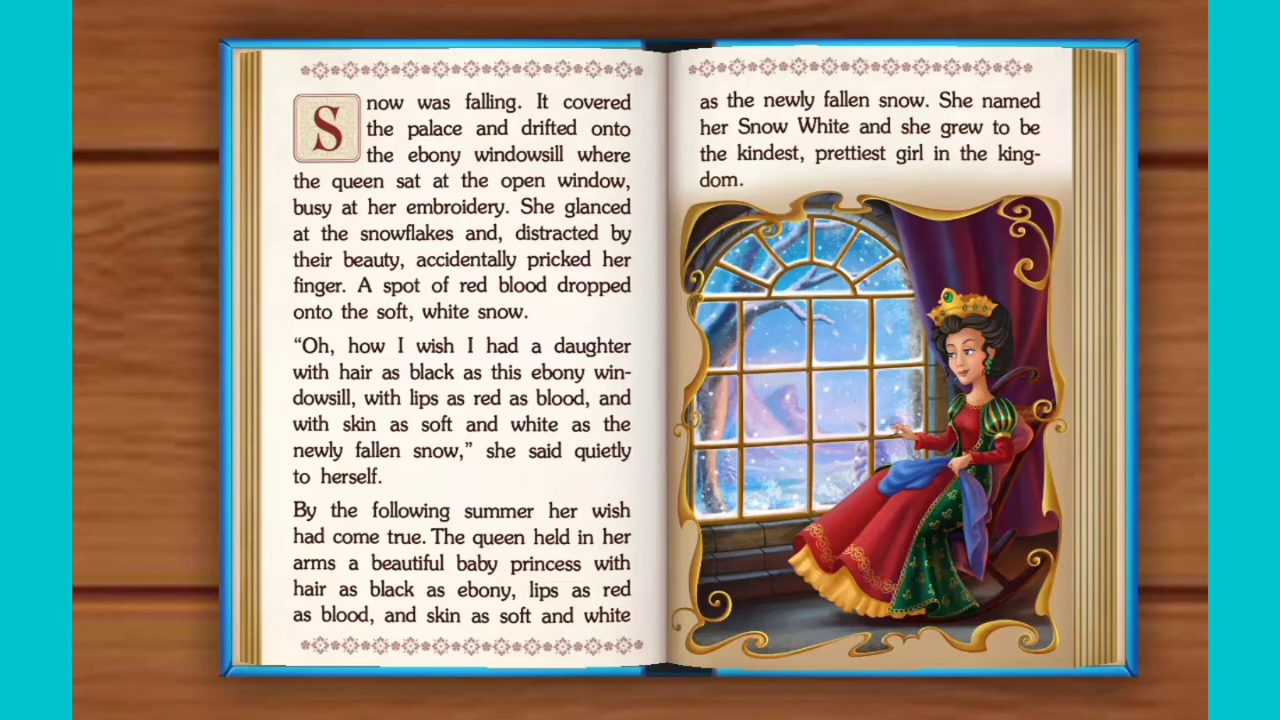 Snow was falling. It covered
the palace and drifted onto
the ebony windowsill where
the queen sat at the open window,
busy at her embroidery. She glanced
at the snowflakes and, distracted by
their beauty, accidentally pricked her
finger. A spot of red blood dropped
onto the soft, white snow.
“Oh, how I wish I had a daughter
with hair as black as this ebony win-
dowsill, with lips as red as blood, and
with skin as soft and white as the
newly fallen snow,” she said quietly
to herself.
By the following summer her wish
had come true. The queen held in her
arms a beautiful baby princess with
hair as black as ebony, lips as red
as blood, and skin as soft and white
as the newly fallen snow. She named
her Snow White and she grew to be
the kindest, prettiest girl in the king-
dom.